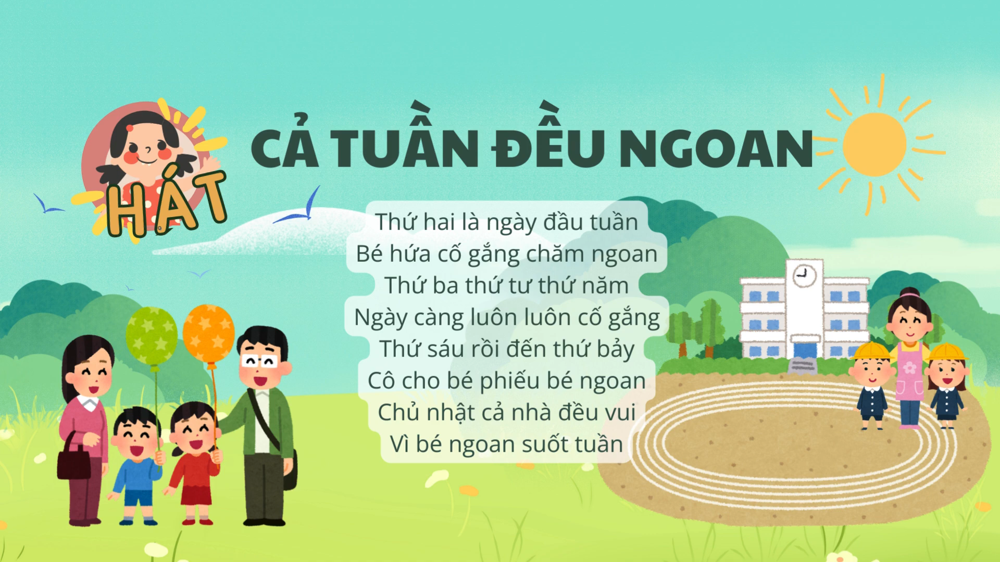 HÁT
CẢ TUẦN ĐỀU NGOAN
Thứ hai là ngày đầu tuần
Bé hứa cố gắng chăm ngoan
Thứ ba thứ tư thứ năm
Ngày càng luôn luôn cố gắng
Thứ sáu rồi đến thứ bảy
Cô cho bé phiếu bé ngoan
Chủ nhật cả nhà đều vui
Vì bé ngoan suốt tuần